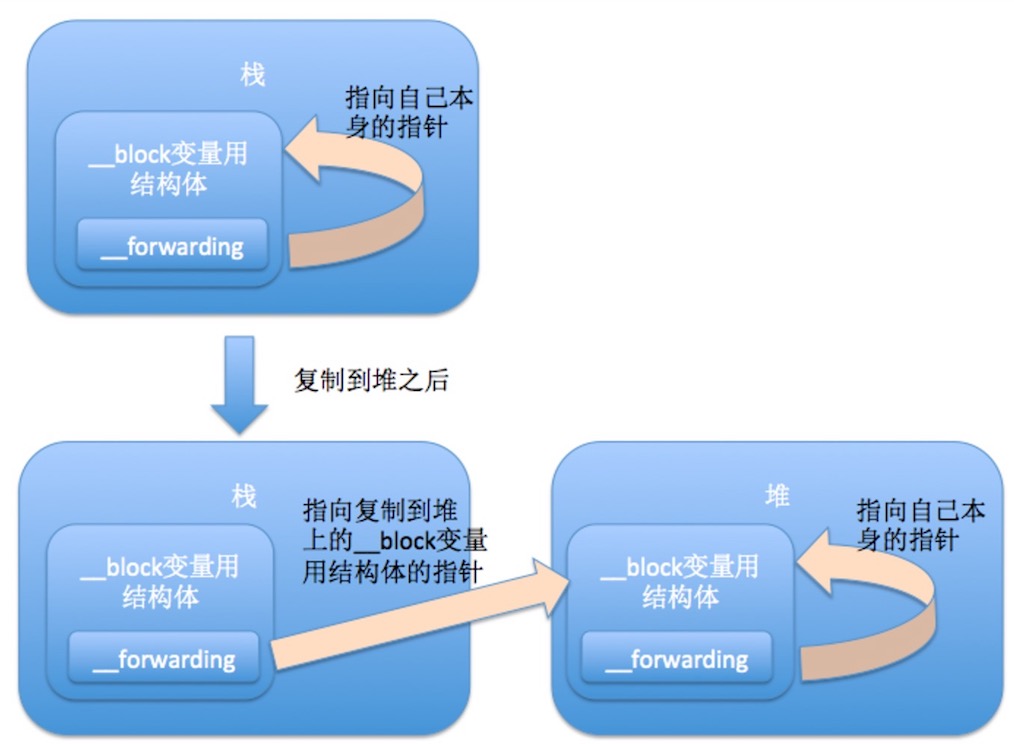 栈
指向自己本
身的指针
__block变量用
结构体
__forwarding
复制到堆之后
栈
指向复制到堆
上的__block变量
用结构体的指针
__block变量用
结构体
__forwarding
堆
指向自己本
身的指针
__block变量用
结构体
__forwarding